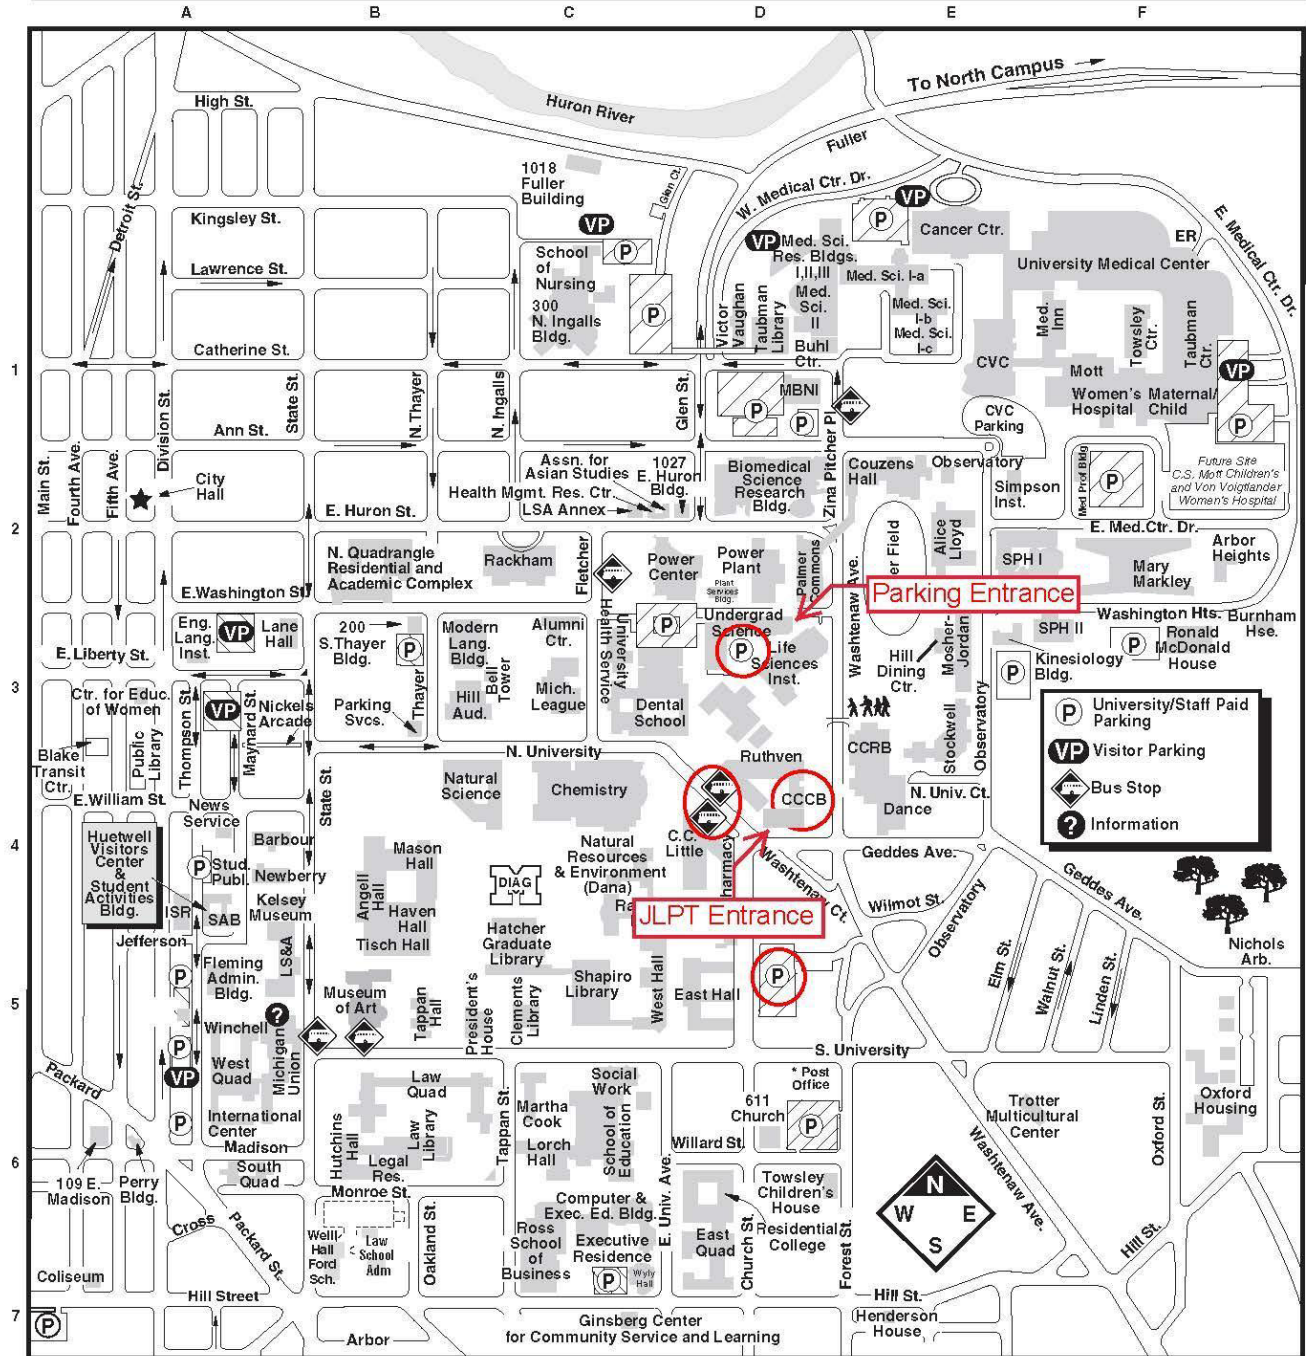 A B C D E F
To North Campus
High St.
Huron River
Fuller
1018
Fuller
Building
Glen Ct.
W. Medical Ctr. Dr.
VP
Detroit St.
Kingsley St.
VP
VP
P
Cancer Ctr.
ER
E. Medical Ctr. Dr.
School
of
Nursing
P
Med. Sci.
Res. Bldgs.
I,II,III
Lawrence St.
Med. Sci. I-a
University Medical Center
300
N. Ingalls
Bldg.
P
Victor
Vaughan
Taubman
Library
Med.
Sci.
II
Med. Sci.
I-b
Med. Sci.
I-c
Med.
Inn
Towsley
Ctr.
Taubman
Ctr.
Catherine St.
Buhl
Ctr.
CVC
1
Mott
VP
Division St.
State St.
N. Thayer
N. Ingalls
Glen St.
MBNI
Women's
Hospital
Maternal/
Child
P
P
CVC
Parking
P
Ann St.
Zina Pitcher Pl
Main St.
Fourth Ave.
Fifth Ave.
City
Hall
Assn. for
Asian Studies
1027
E. Huron
Bldg.
Health Mgmt. Res. Ctr.
LSA Annex
Biomedical
Science
Research
Bldg.
Couzens
Hall
Observatory
Simpson
Inst.
Med Prof Bldg
P
Future Site
C.S. Mott Children's
and Von Voigtlander
Women's Hospital
E. Huron St.
2
E. Med.Ctr. Dr.
N. Quadrangle
Residential and
Academic Complex
Rackham
Fletcher
Power
Center
Power
Plant
Plant
Services
Bldg.
Palmer
Commons
Washtenaw Ave.
er Field
Alice
Lloyd
SPH I
Mary
Markley
Arbor
Heights
E.Washington St.
Parking Entrance
Washington Hts.
Burnham
Hse.
Eng.
Lang.
Inst.
VP
Lane
Hall
200
S.Thayer
Bldg.
P
Modern
Lang.
Bldg.
Alumni
Ctr.
University
Health Service
P
Undergrad
Science
P
Life
Sciences
Inst.
Hill
Dining
Ctr.
Mosher-
Jordan
SPH II
P
Ronald
McDonald
House
E. Liberty St.
P
Kinesiology
Bldg.
3
Ctr. for Educ.
of Women
Thompson St.
VP
Maynard St.
Nickels
Arcade
Parking
Svcs.
Thayer
Hill
Aud.
Bell
Tower
Mich.
League
Dental
School
Stockwell
Observatory
P
University/Staff Paid
Parking
VP
Visitor Parking
Bus Stop
?
Information
Blake
Transit
Ctr.
Public
Library
N. University
Ruthven
CCRB
E.William St.
State St.
Natural
Science
Chemistry
CCCB
N. Univ. Ct.
Dance
News
Service
Huetwell
Visitors
Center
&
Student
Activities
Bldg.
Barbour
P
Stud.
Publ.
Newberry
Mason
Hall
Natural
Resources
& Environment
(Dana)
C.C.
Little
harmacy
Washtenaw Ct.
Geddes Ave.
4
Geddes Ave.
ISR
SAB
Kelsey
Museum
Angell
Hall
Haven
Hall
Tisch Hall
M
DIAG
JLPT Entrance
Wilmot St.
Observatory
Jefferson
LS&A
Hatcher
Graduate
Library
Elm St.
Walnut St.
Linden St.
Nichols
Arb.
P
Fleming
Admin.
Bldg.
Museum
of Art
Tappan
Hall
President's
House
Clements
Library
Shapiro
Library
West Hall
East Hall
P
5
Winchell
?
Michigan
Union
P
S. University
West
Quad
VP
Packard
Law
Quad
Social
Work
* Post
Office
611
Church
P
Trotter
Multicultural
Center
Oxford St.
Oxford
Housing
P
International
Center
Madison
Hutchins
Hall
Law
Library
Legal
Res.
Tappan St.
Martha
Cook
Lorch
Hall
School of
Education
Willard St.
Washtenaw Ave.
6
109 E.
Madison
Perry
Bldg.
South
Quad
Monroe St.
Computer &
Exec. Ed. Bldg.
E. Univ. Ave.
Towsley
Children's
House
N
W
E
S
Cross
Packard St.
Weill
Hall
Ford
Sch.
Law
School
Adm
Oakland St.
Ross
School
of
Business
Executive
Residence
P
Wyly
Hall
East
Quad
Church St.
Residential
College
Forest St.
Hill St.
Coliseum
Hill Street
Hill St.
7
P
Arbor
Ginsberg Center
for Community Service and Learning
Henderson
House